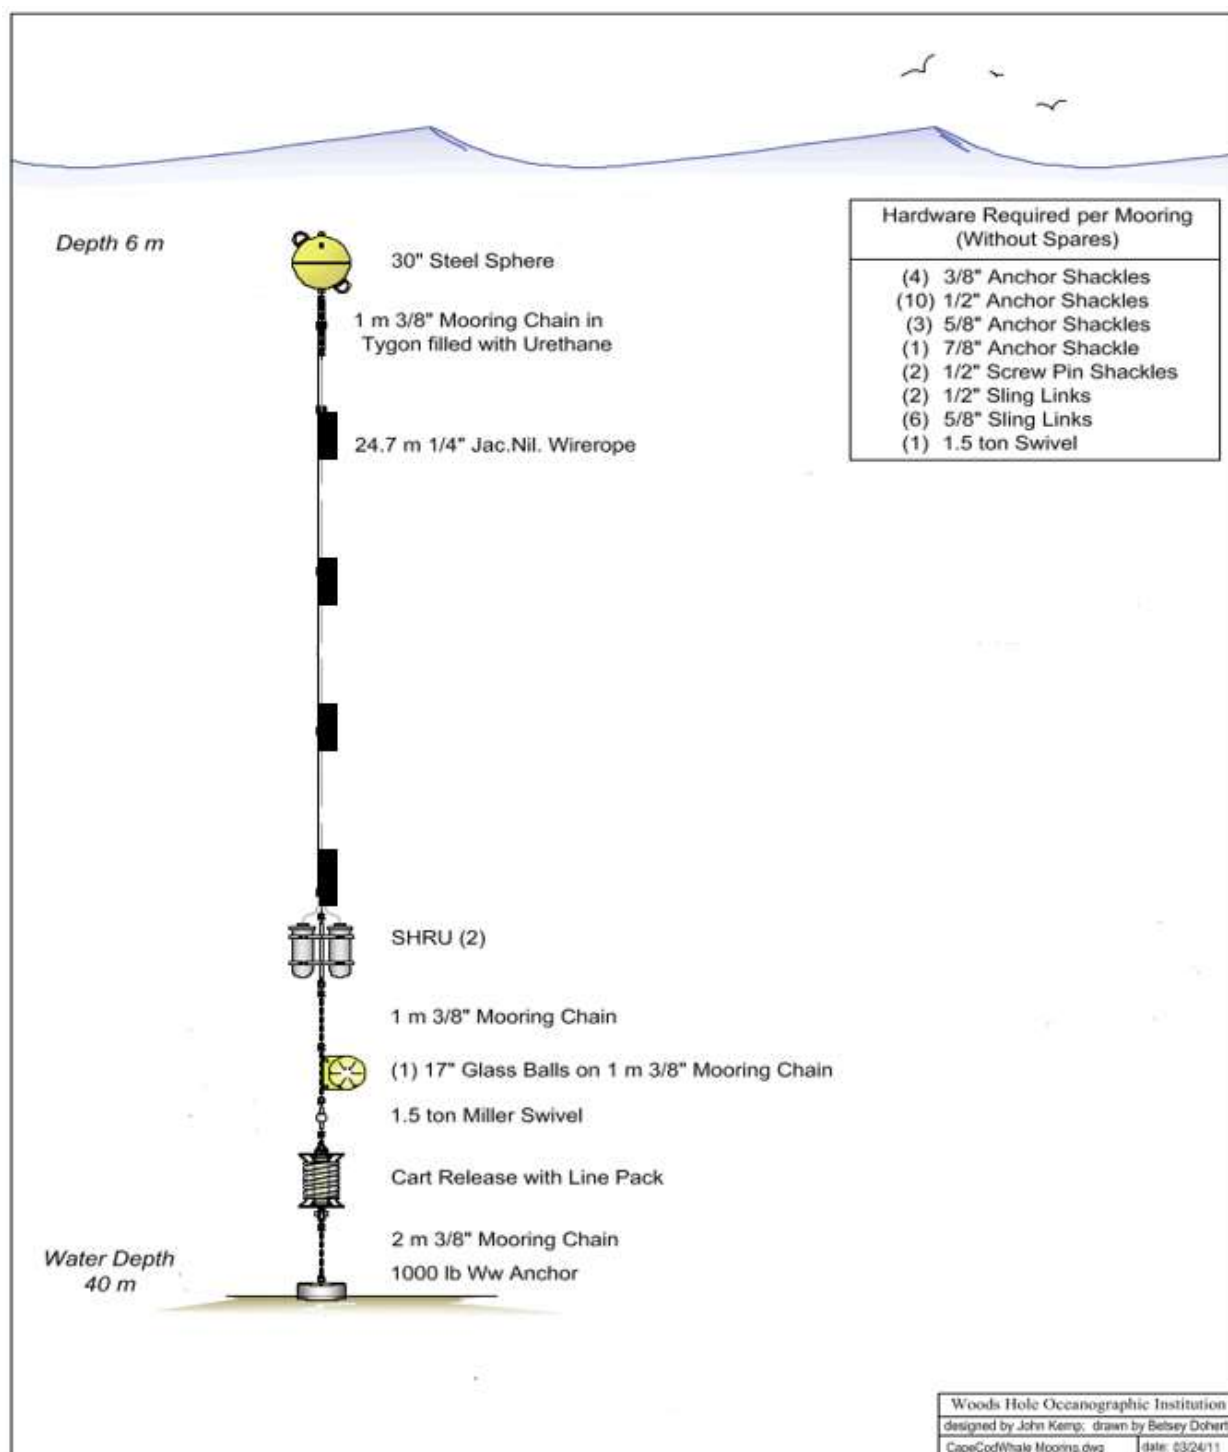 Depth 6 m
30" Steel Sphere
1 m 3/8" Mooring Chain in
Tygon filled with Urethane
24.7 m 1/4" Jac.Nil. Wirerope
Hardware Required per Mooring
(Without Spares)
(4) 3/8" Anchor Shackles
(10) 1/2" Anchor Shackles
(3) 5/8" Anchor Shackles
(1) 7/8" Anchor Shackle
(2) 1/2" Screw Pin Shackles
(2) 1/2" Sling Links
(6) 5/8" Sling Links
(1) 1.5 ton Swivel
SHRU (2)
1 m 3/8" Mooring Chain
(1) 17" Glass Balls on 1 m 3/8" Mooring Chain
1.5 ton Miller Swivel
Cart Release with Line Pack
2 m 3/8" Mooring Chain
Water Depth
40 m
1000 lb Ww Anchor
Woods Hole Oceanographic Institution
designed by John Kemp; drawn by Betsey
CapeCodWhale Mooring.dwg
date: